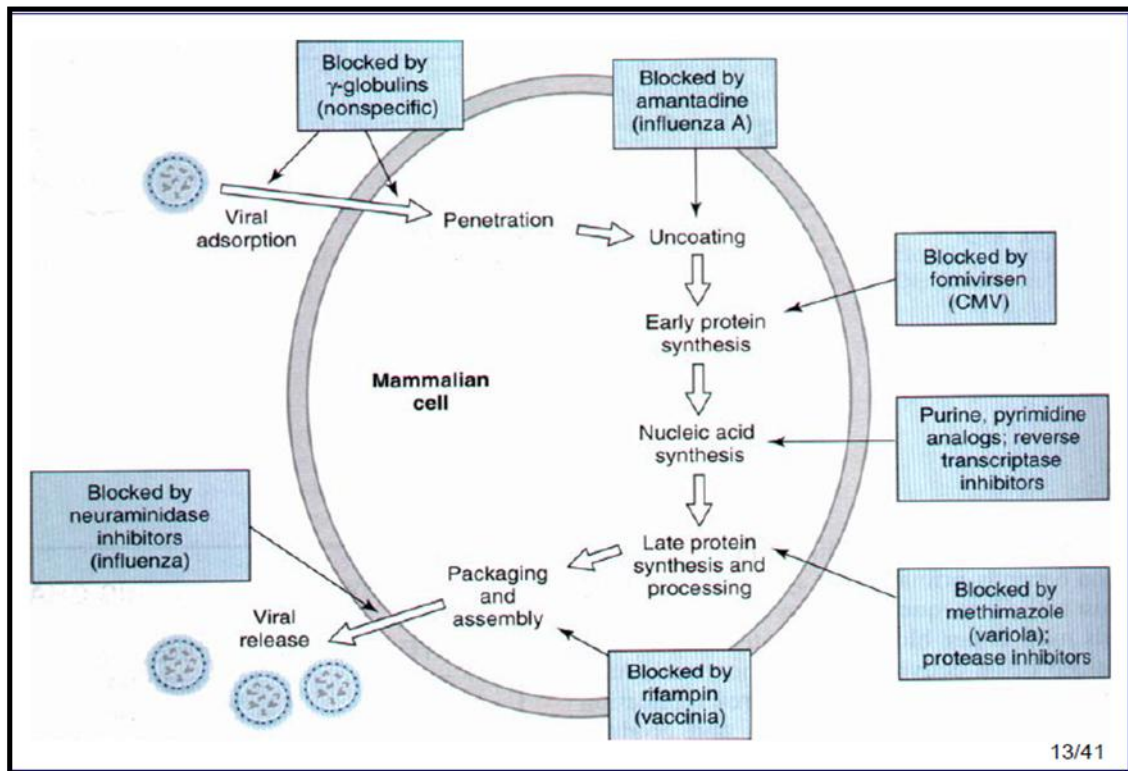 Blocked by
γ-globulins
(nonspecific)
Blocked by
amantadine
(influenza A)
Viral
adsorption
Penetration
Uncoating
Blocked by
fomivirsen
(CMV)
Early protein
synthesis
Mammalian
cell
Nucleic acid
synthesis
Purine, pyrimidine
analogs; reverse
transcriptase
inhibitors
Blocked by
neuraminidase
inhibitors
(influenza)
Late protein
synthesis and
processing
Packaging
and
assembly
Blocked by
methimazole
(variola);
protease inhibitors
Viral
release
Blocked by
rifampin
(vaccinia)
13/41